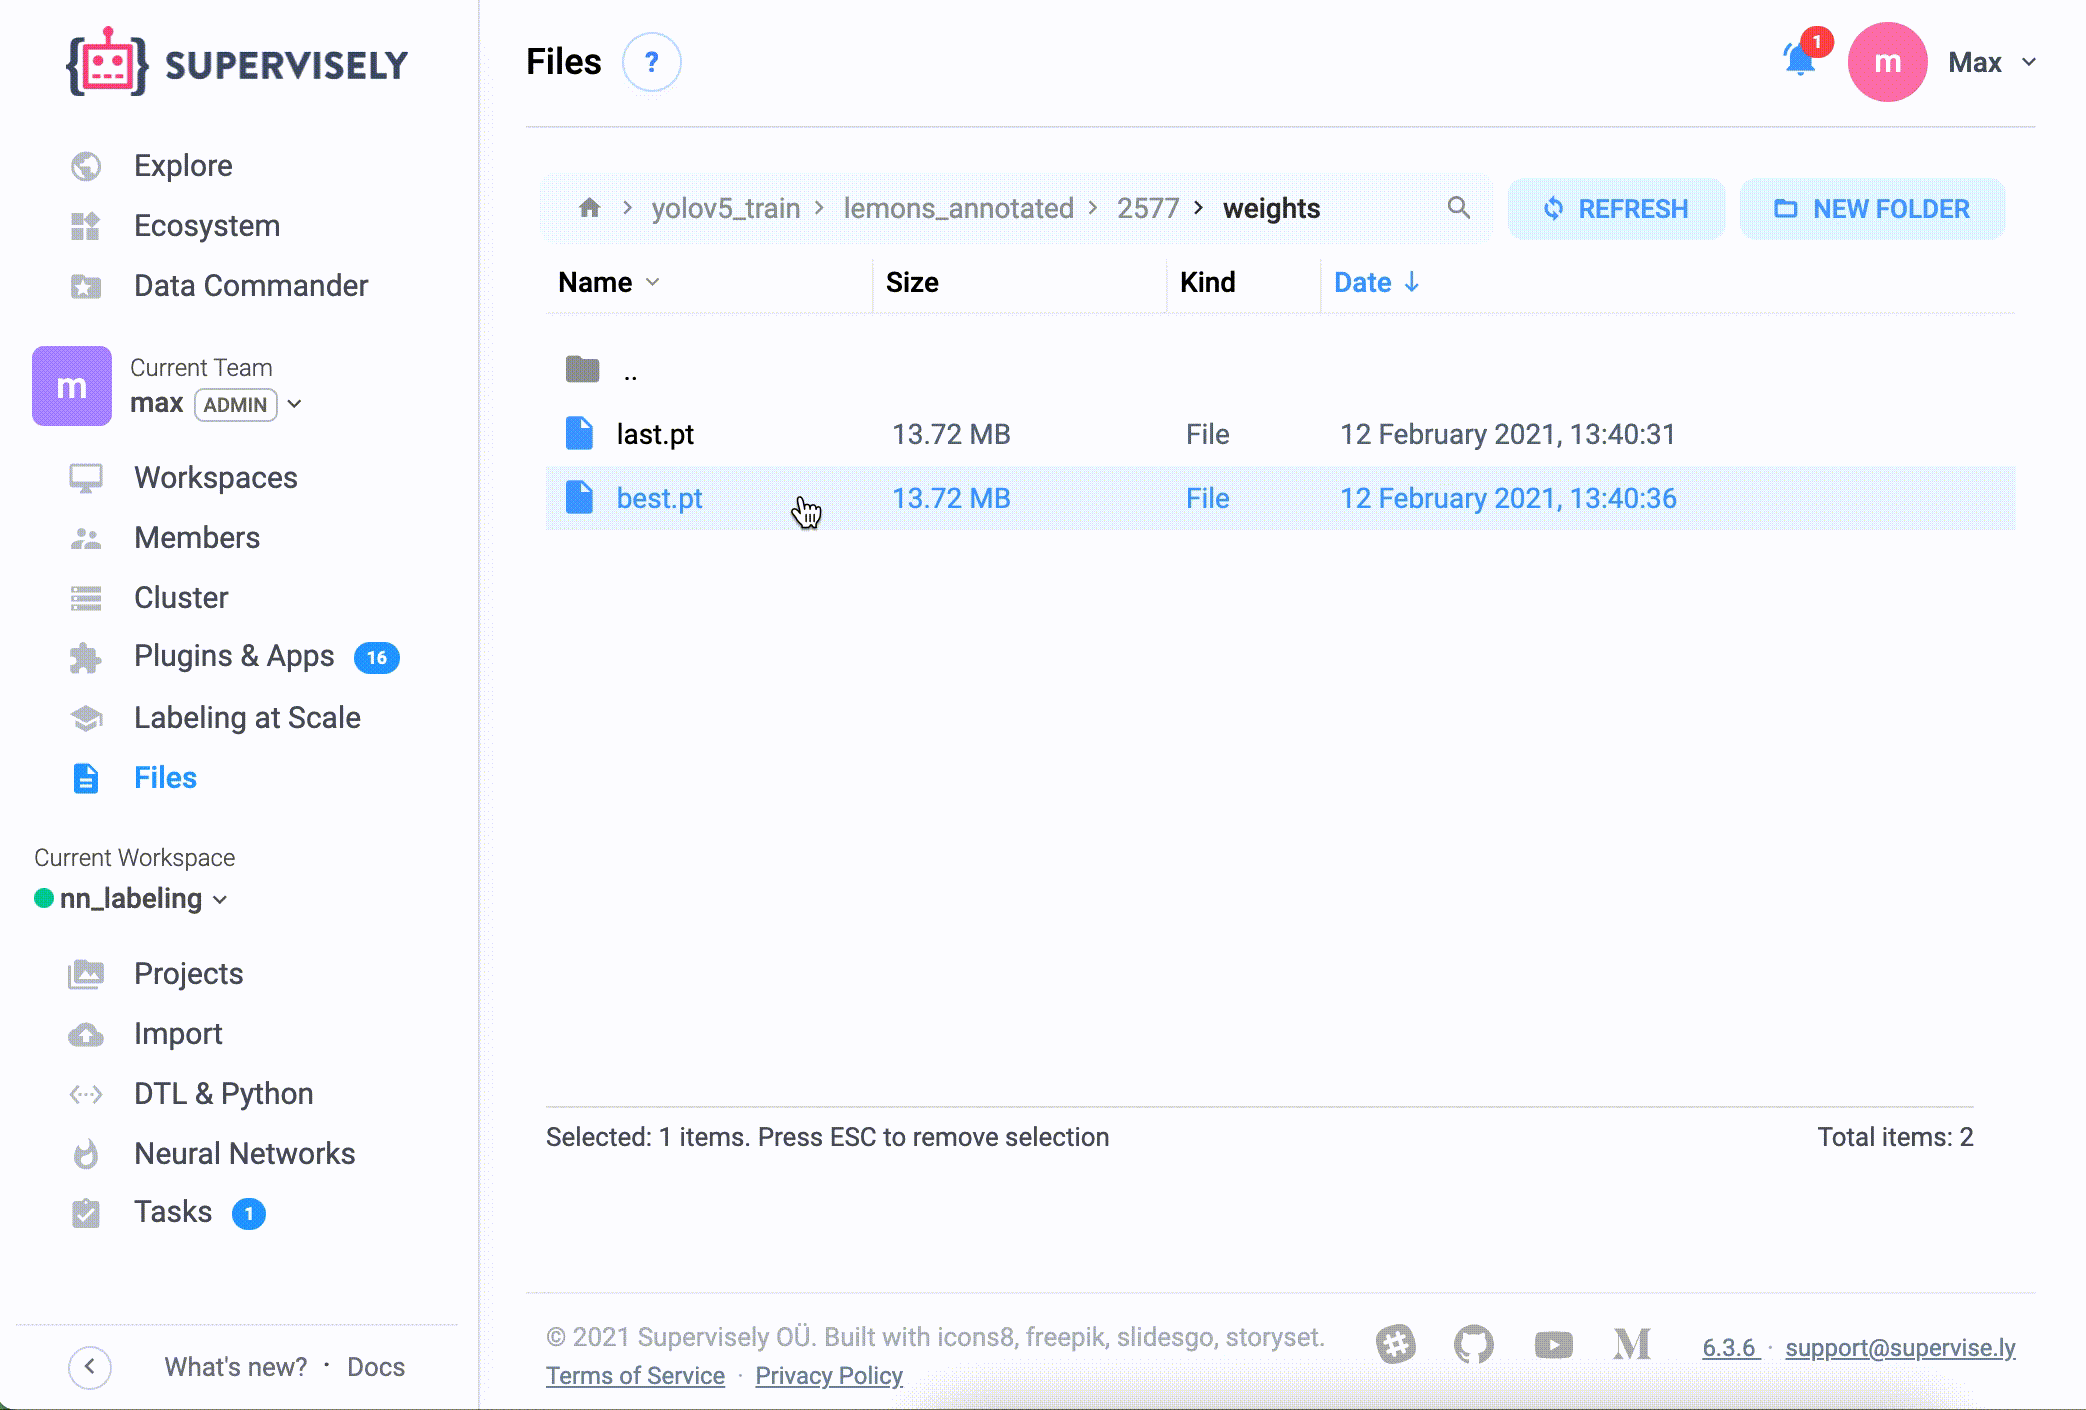 SUPERVISELY
Explore
Ecosystem
Data Commander
m
Current Team
max ADMIN
Workspaces
Members
Cluster
Plugins & Apps 16
Labeling at Scale
Files
Current Workspace
nn_labeling
Projects
Import
DTL & Python
Neural Networks
Tasks 1
What's new? · Docs
Files ?
1 m Max
yolov5_train > lemons_annotated > 2577 > weights
REFRESH
NEW FOLDER
Name Size Kind Date ↓
..
last.pt 13.72 MB File 12 February 2021, 13:40:31
best.pt 13.72 MB File 12 February 2021, 13:40:36
Selected: 1 items. Press ESC to remove selection
Total items: 2
© 2021 Supervisely OÜ. Built with icons8, freepik, slidesgo, storyset.
Terms of Service · Privacy Policy
6.3.6 · support@supervise.ly